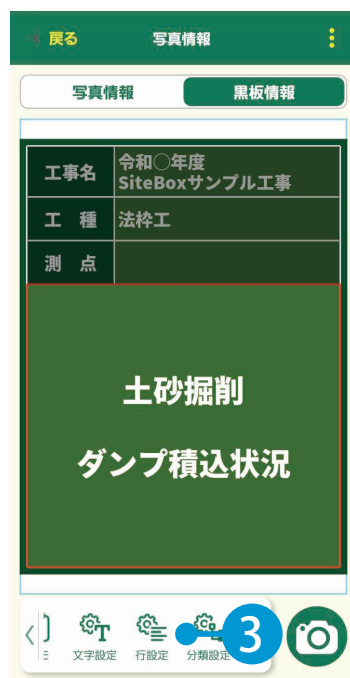 戻る 写真情報
写真情報 黒板情報
工事名 令和○年度
SiteBoxサンプル工事
工 種 法枠工
測 点
土砂掘削
ダンプ積込状況
3
文字設定 行設定 分類設定